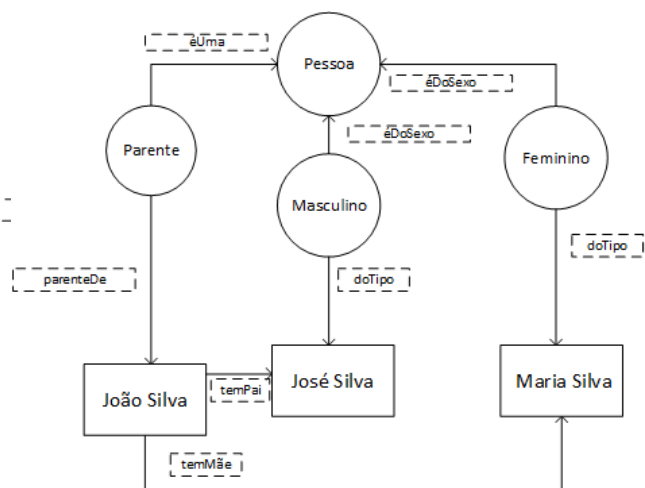 éUma
Pessoa
éDoSexo
éDoSexo
Parente
Feminino
Masculino
doTipo
parenteDe
doTipo
José Silva
Maria Silva
João Silva
temPai
temMãe